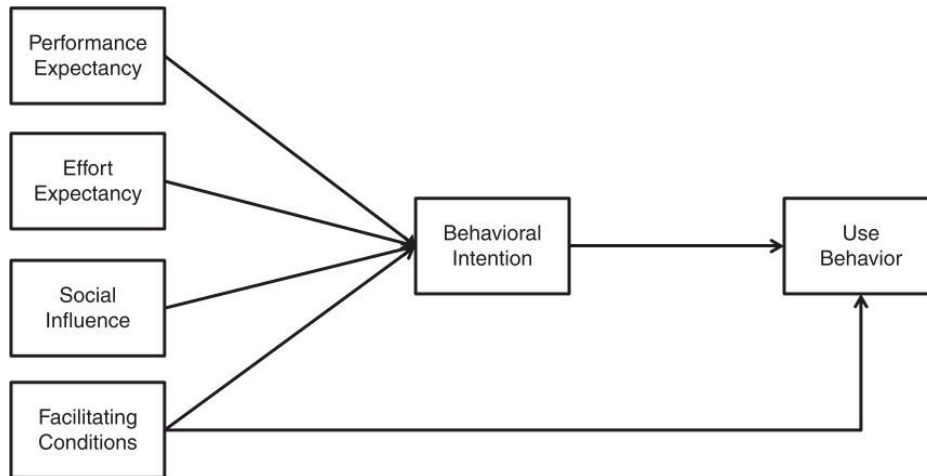 Performance
Expectancy
Effort
Expectancy
Social
Influence
Facilitating
Conditions
Behavioral
Intention
Use
Behavior